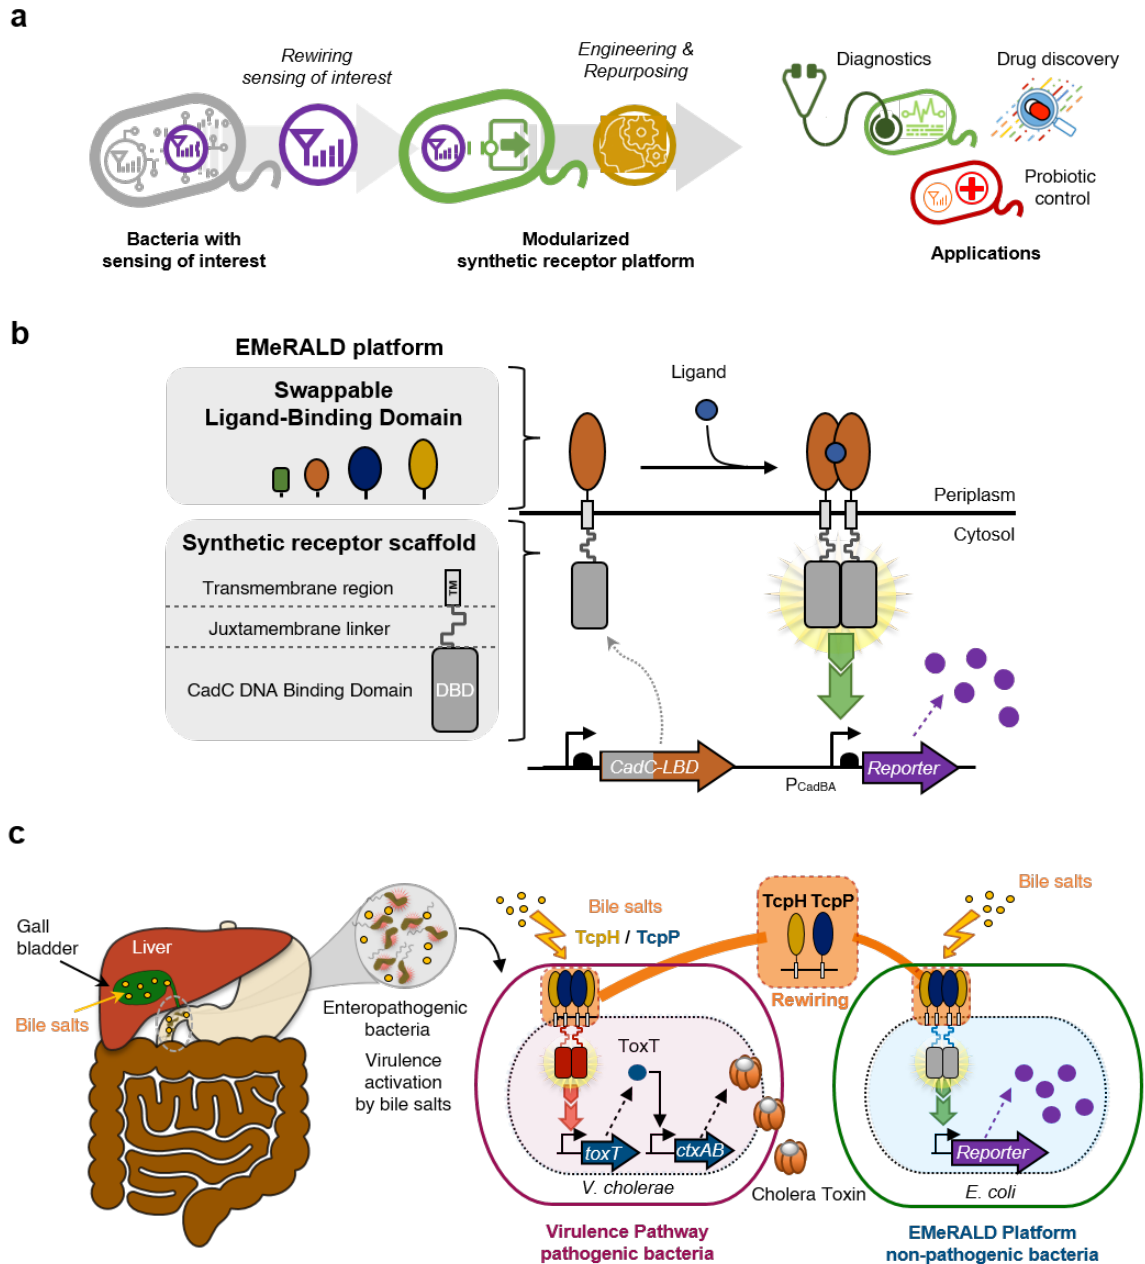 a
Rewiring
sensing of interest
Engineering &
Repurposing
Diagnostics
Drug discovery
Probiotic
control
Bacteria with
sensing of interest
Modularized
synthetic receptor platform
Applications
b
EMeRALD platform
Swappable
Ligand-Binding Domain
Ligand
Periplasm
Cytosol
Synthetic receptor scaffold
Transmembrane region
TM
Juxtamembrane linker
CadC DNA Binding Domain
DBD
CadC-LBD
PCadBA
Reporter
c
Gall
bladder
Liver
Bile salts
Enteropathogenic
bacteria
Virulence
activation
by bile salts
Bile salts
TcpH / TcpP
TcpH TcpP
Rewiring
Bile salts
ToxT
toxT
ctxAB
V. cholerae
Cholera Toxin
Reporter
E. coli
Virulence Pathway
pathogenic bacteria
EMeRALD Platform
non-pathogenic bacteria